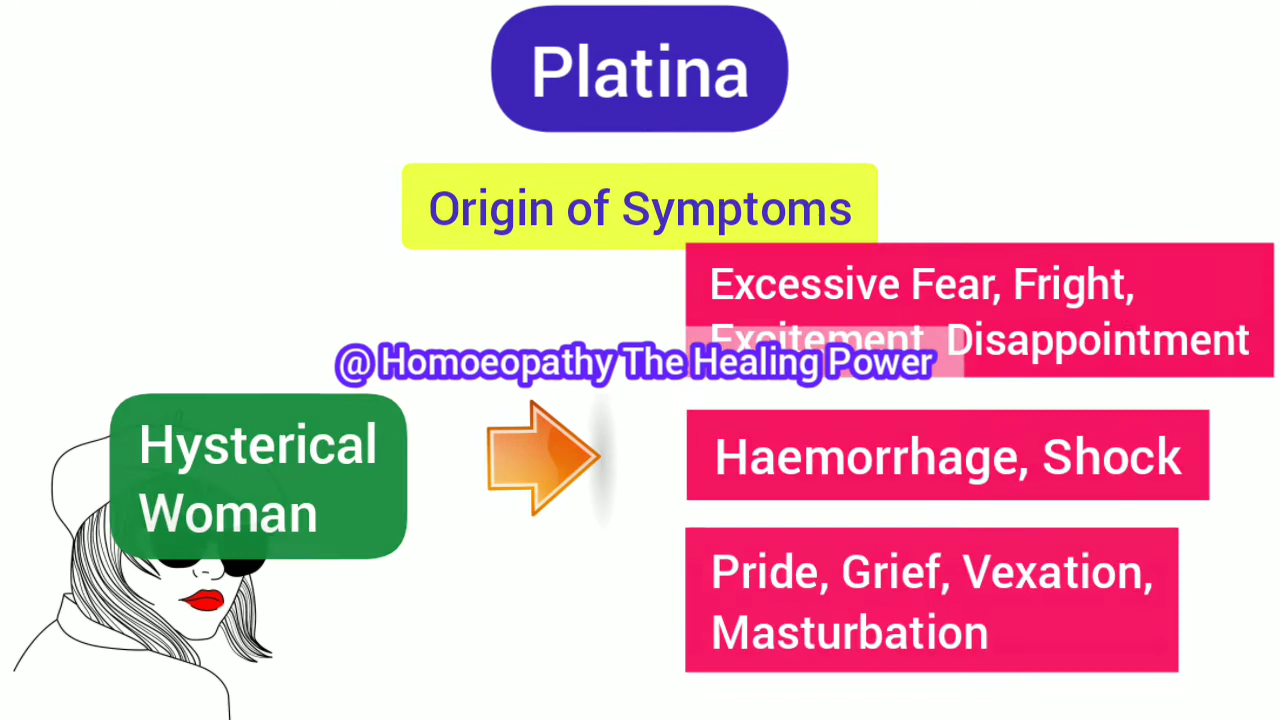 Platina
Origin of Symptoms
Excessive Fear, Fright,
Excitement, Disappointment
@ Homoeopathy The Healing Power
Hysterical
Woman
Haemorrhage, Shock
Pride, Grief, Vexation,
Masturbation